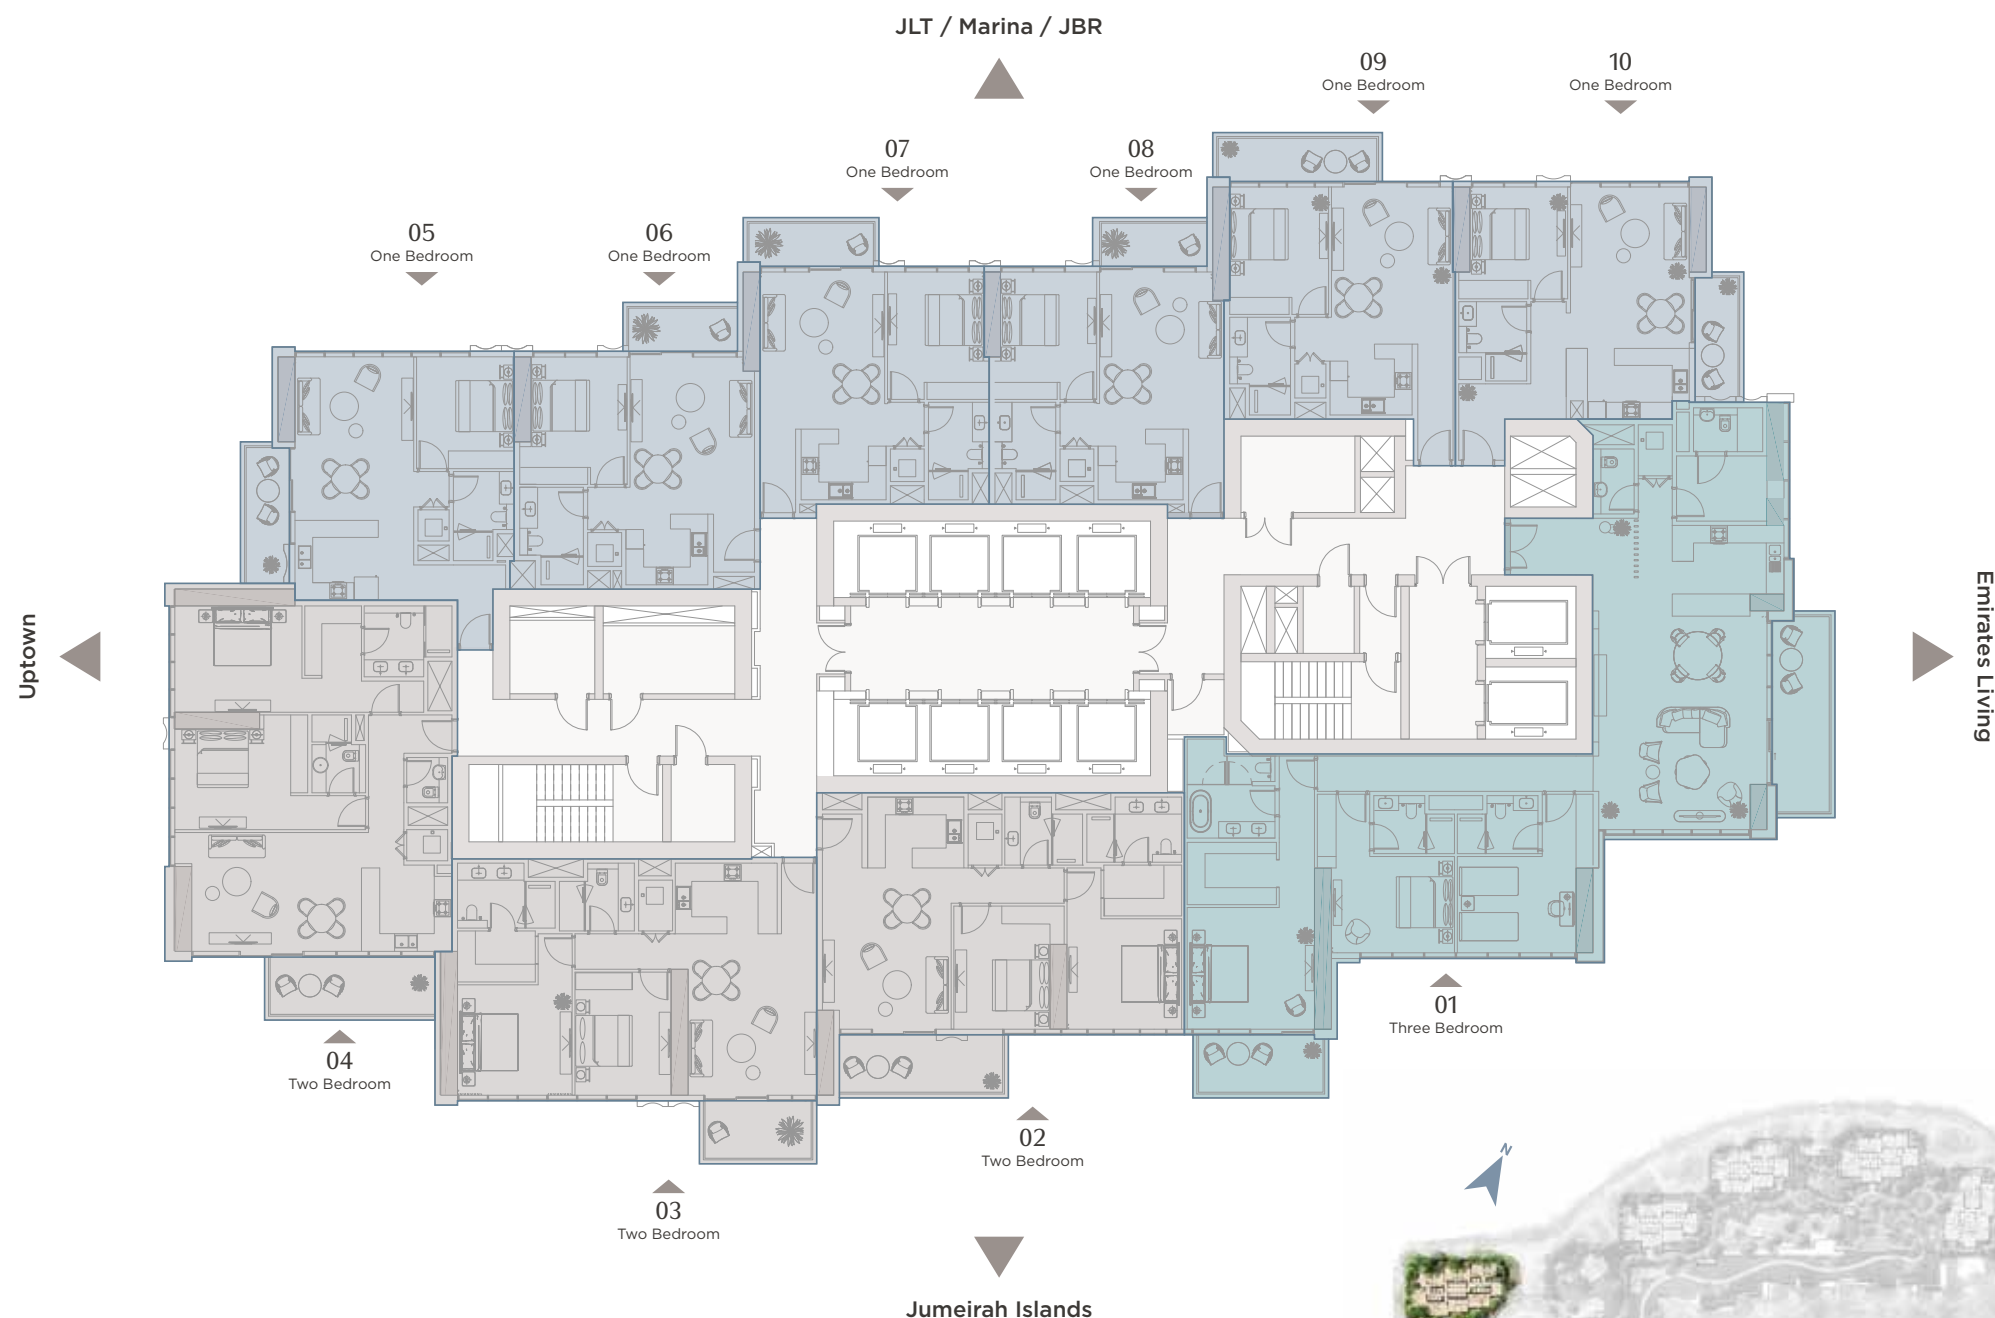 JLT / Marina / JBR
09
One Bedroom
10
One Bedroom
07
One Bedroom
08
One Bedroom
05
One Bedroom
06
One Bedroom
Uptown
Emirates Living
01
Three Bedroom
04
Two Bedroom
02
Two Bedroom
03
Two Bedroom
N
Jumeirah Islands